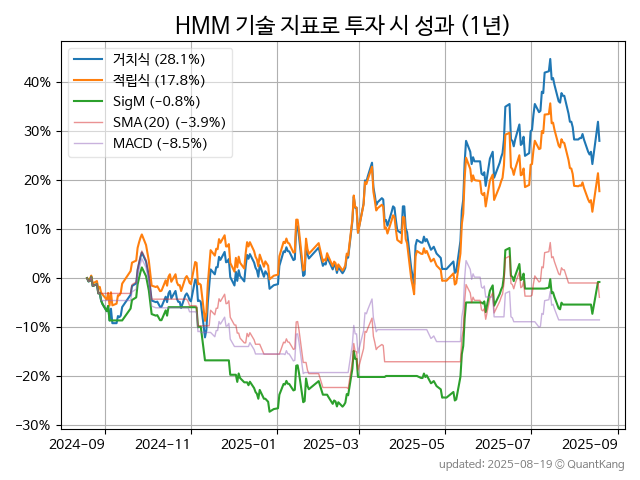 HMM 기술 지표로 투자 시 성과 (1년)
거치식 (28.1%)
적립식 (17.8%)
SigM (−0.8%)
SMA(20) (−3.9%)
MACD (−8.5%)
40%
30%
20%
10%
0%
−10%
−20%
−30%
2024-09 2024-11 2025-01 2025-03 2025-05 2025-07 2025-09
updated: 2025-08-19 © QuantKang